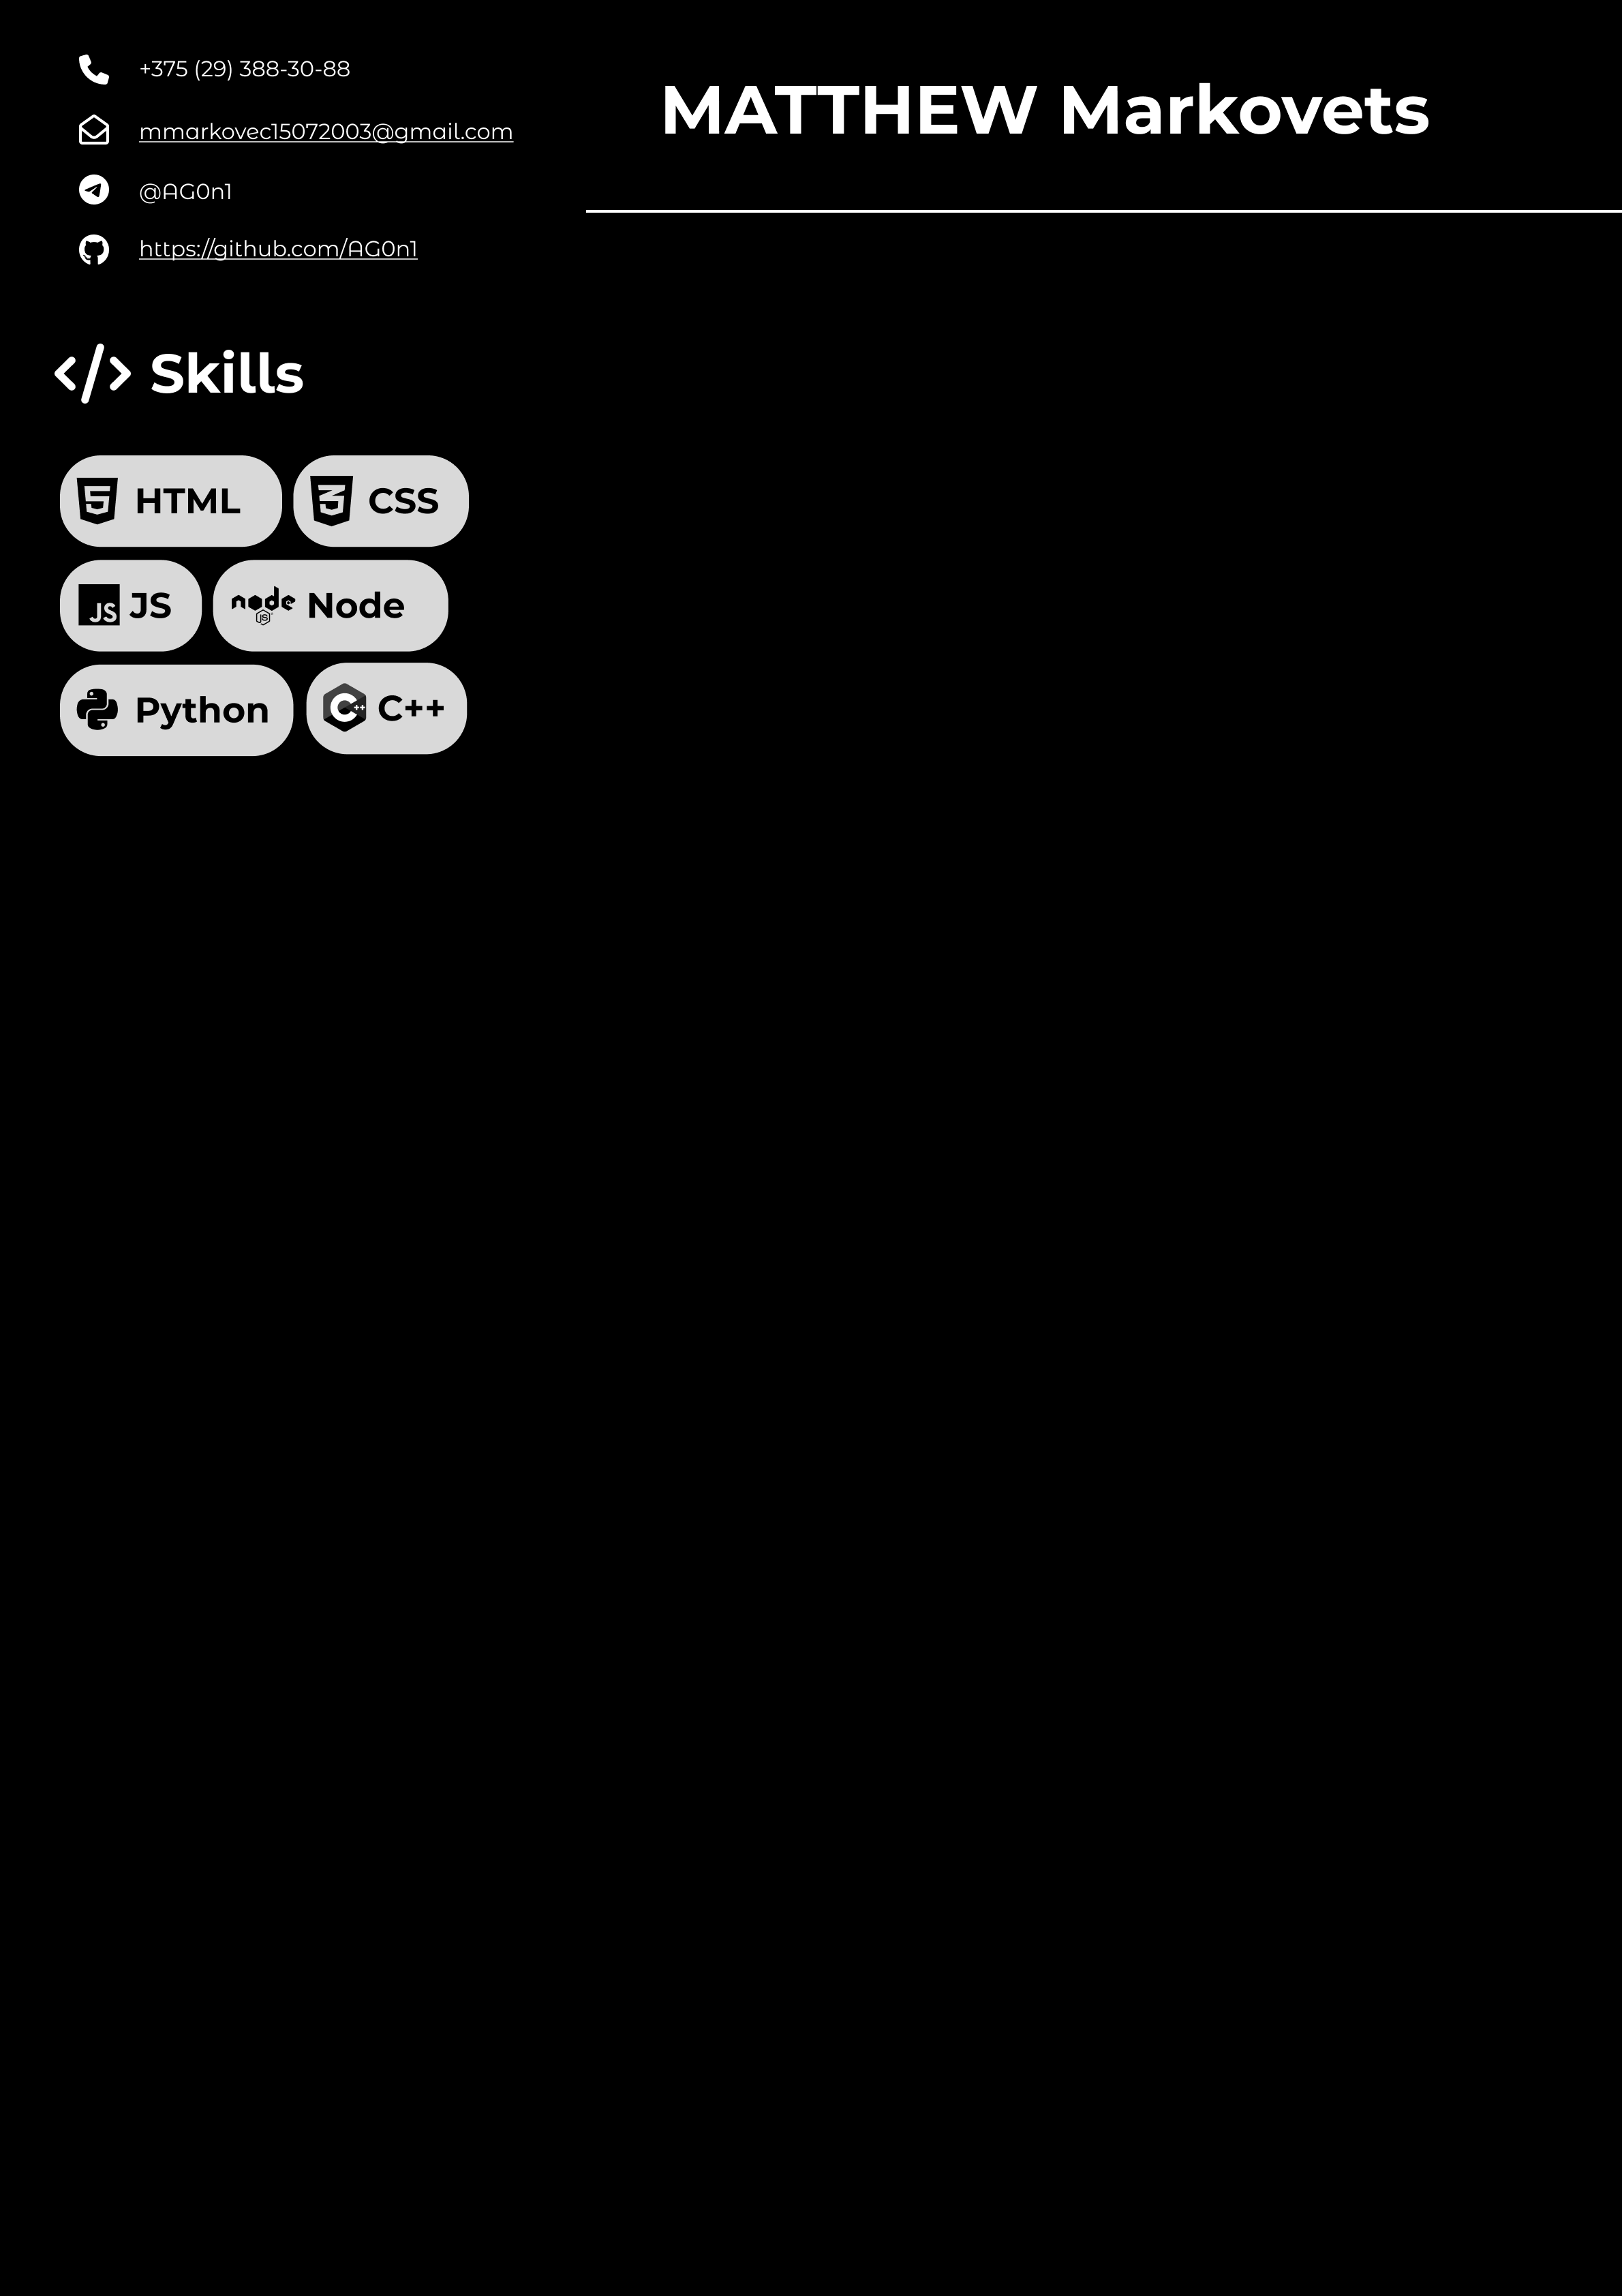 +375 (29) 388-30-88
mmarkovec15072003@gmail.com
@AG0n1
https://github.com/AG0n1
MATTHEW Markovets
Skills
HTML
CSS
JS JS
node JS Node
Python
C++ C++